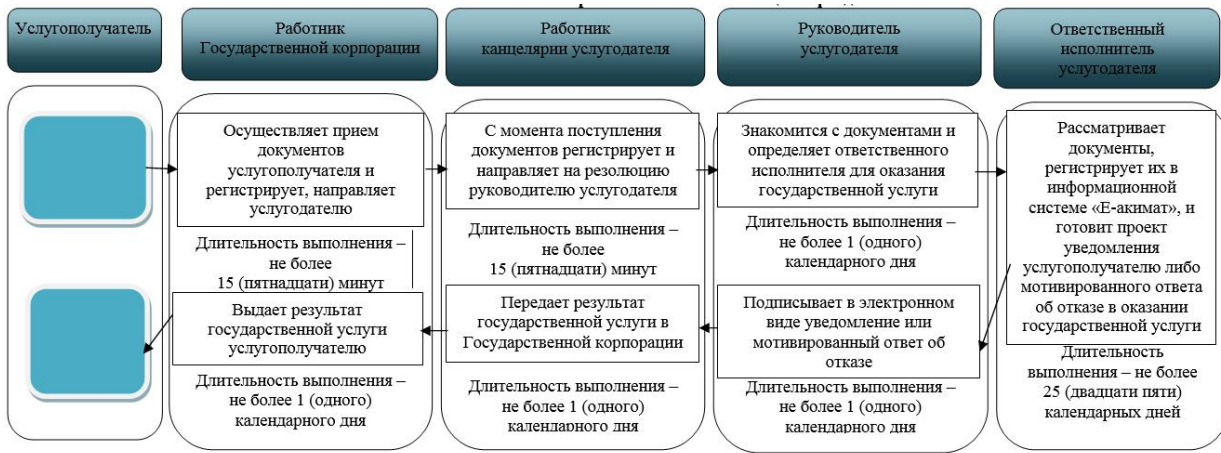 Услугополучатель
Работник
Государственной корпорации
Работник
канцелярии услугодателя
Руководитель
услугодателя
Ответственный
исполнитель
услугодателя
Осуществляет прием
документов
услугополучателя и
регистрирует, направляет
услугодателю
Длительность выполнения –
не более
15 (пятнадцати) минут
С момента поступления
документов регистрирует и
направляет на резолюцию
руководителю услугодателя
Длительность выполнения –
не более
15 (пятнадцати) минут
Знакомится с документами и
определяет ответственного
исполнителя для оказания
государственной услуги
Длительность выполнения –
не более 1 (одного)
календарного дня
Рассматривает
документы,
регистрирует их в
информационной
системе «Е-акимат», и
готовит проект
уведомления
услугополучателю либо
мотивированного ответа
об отказе в оказании
государственной услуги
Длительность
выполнения – не более
25 (двадцати пяти)
календарных дней
Подписывает в электронном
виде уведомление или
мотивированный ответ об
отказе
Длительность выполнения –
не более 1 (одного)
календарного дня
Передает результат
государственной услуги в
Государственной корпорации
Длительность выполнения –
не более 1 (одного)
календарного дня
Выдает результат
государственной услуги
услугополучателю
Длительность выполнения –
не более 1 (одного)
календарного дня